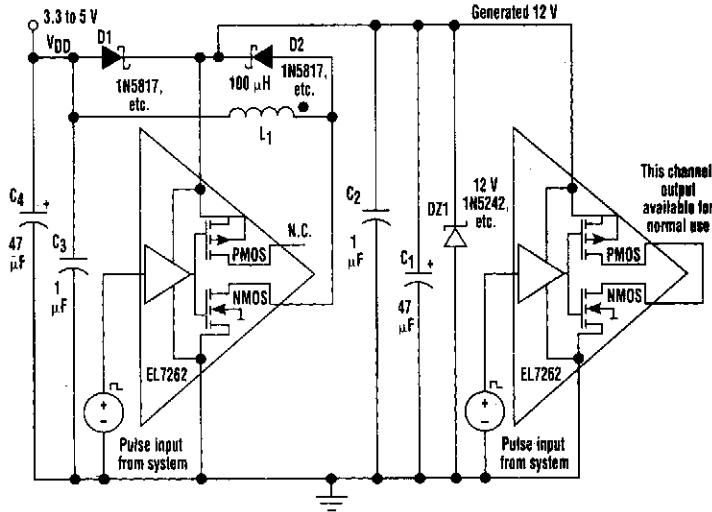 3.3 to 5 V
VDD
D1
1N5817,
etc.
D2
100 µH
1N5817,
etc.
L1
Generated 12 V
C4
+
47
µF
C3
1
µF
N.C.
PMOS
NMOS
EL7262
+
−
Pulse input
from system
C2
1
µF
C1
+
47
µF
12 V
1N5242,
etc.
DZ1
PMOS
NMOS
EL7262
+
−
Pulse input
from system
This channel
output
available for
normal use